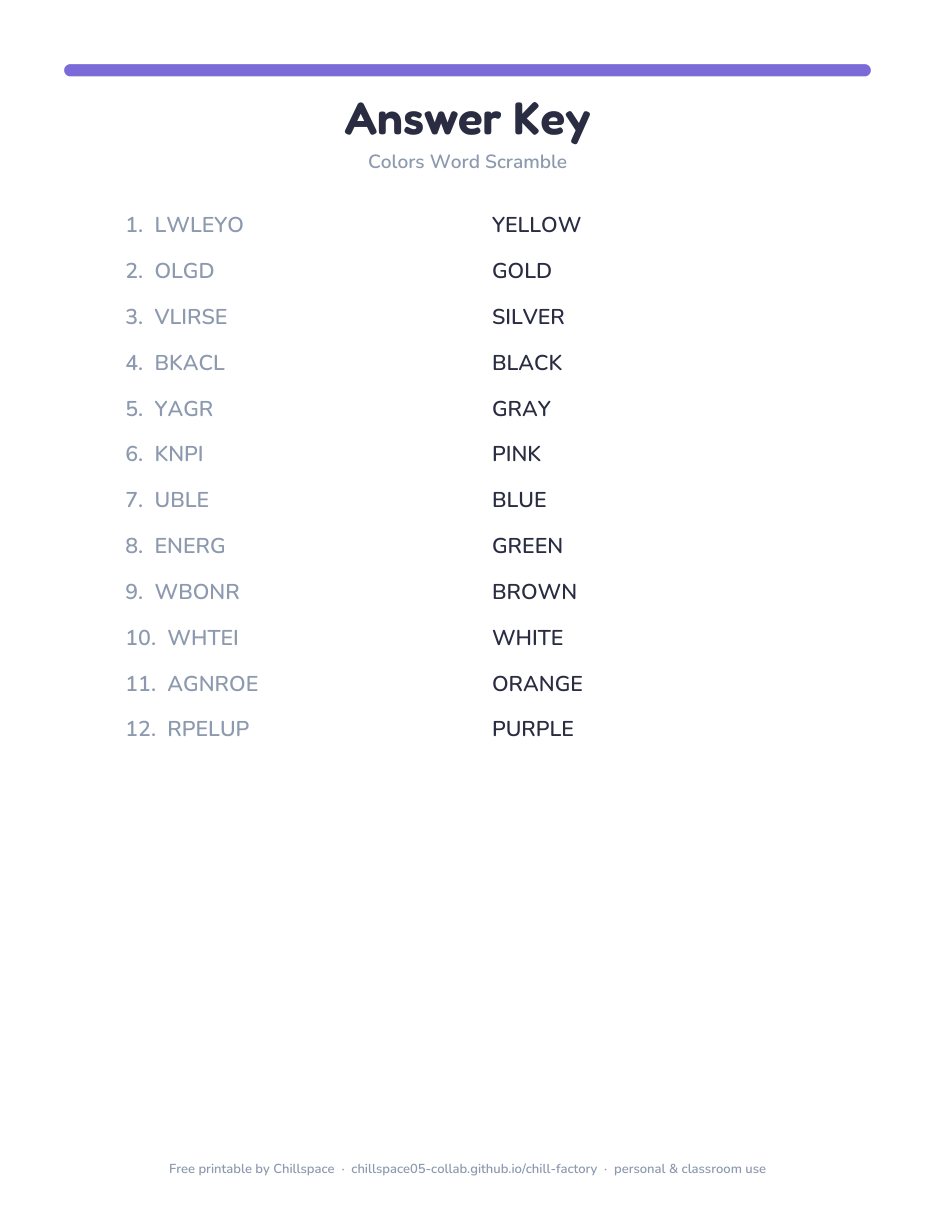 Answer Key
Colors Word Scramble
1. LWLEYO YELLOW
2. OLGD GOLD
3. VLIRSE SILVER
4. BKACL BLACK
5. YAGR GRAY
6. KNPI PINK
7. UBLE BLUE
8. ENERG GREEN
9. WBONR BROWN
10. WHTEI WHITE
11. AGNROE ORANGE
12. RPELUP PURPLE
Free printable by Chillspace · chillspace05-collab.github.io/chill-factory · personal & classroom use